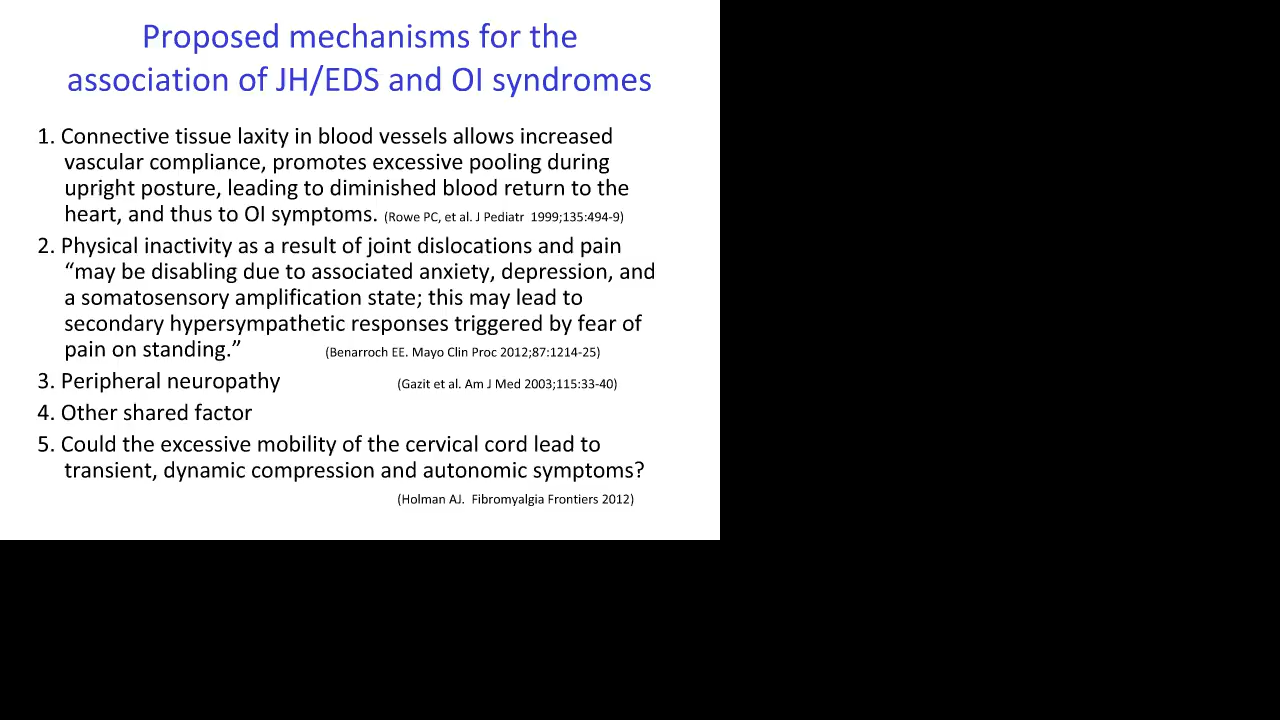 Proposed mechanisms for the
association of JH/EDS and OI syndromes
1. Connective tissue laxity in blood vessels allows increased
vascular compliance, promotes excessive pooling during
upright posture, leading to diminished blood return to the
heart, and thus to OI symptoms. (Rowe PC, et al. J Pediatr 1999;135:494-9)
2. Physical inactivity as a result of joint dislocations and pain
“may be disabling due to associated anxiety, depression, and
a somatosensory amplification state; this may lead to
secondary hypersympathetic responses triggered by fear of
pain on standing.” (Benarroch EE. Mayo Clin Proc 2012;87:1214-25)
3. Peripheral neuropathy (Gazit et al. Am J Med 2003;115:33-40)
4. Other shared factor
5. Could the excessive mobility of the cervical cord lead to
transient, dynamic compression and autonomic symptoms?
(Holman AJ. Fibromyalgia Frontiers 2012)